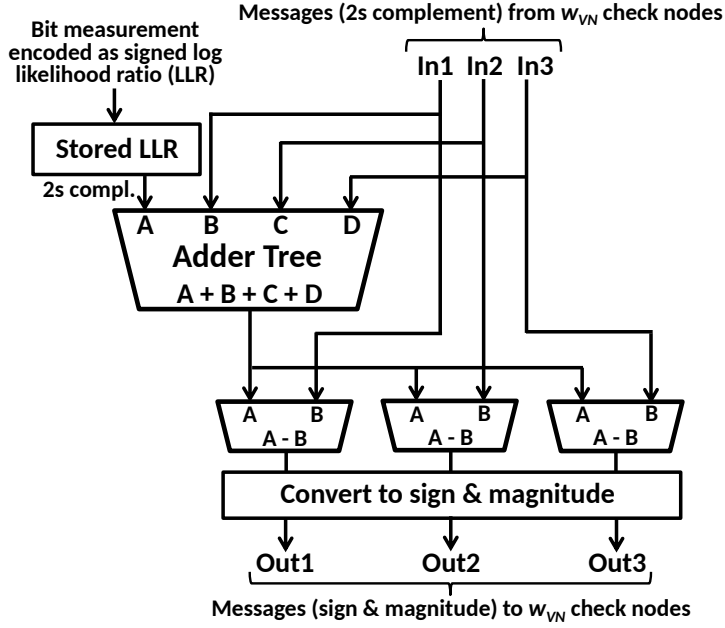 Messages (2s complement) from wVN check nodes
Bit measurement
encoded as signed log
likelihood ratio (LLR)
In1 In2 In3
Stored LLR
2s compl.
A B C D
Adder Tree
A + B + C + D
A B A B A B
A - B A - B A - B
Convert to sign & magnitude
Out1 Out2 Out3
Messages (sign & magnitude) to wVN check nodes